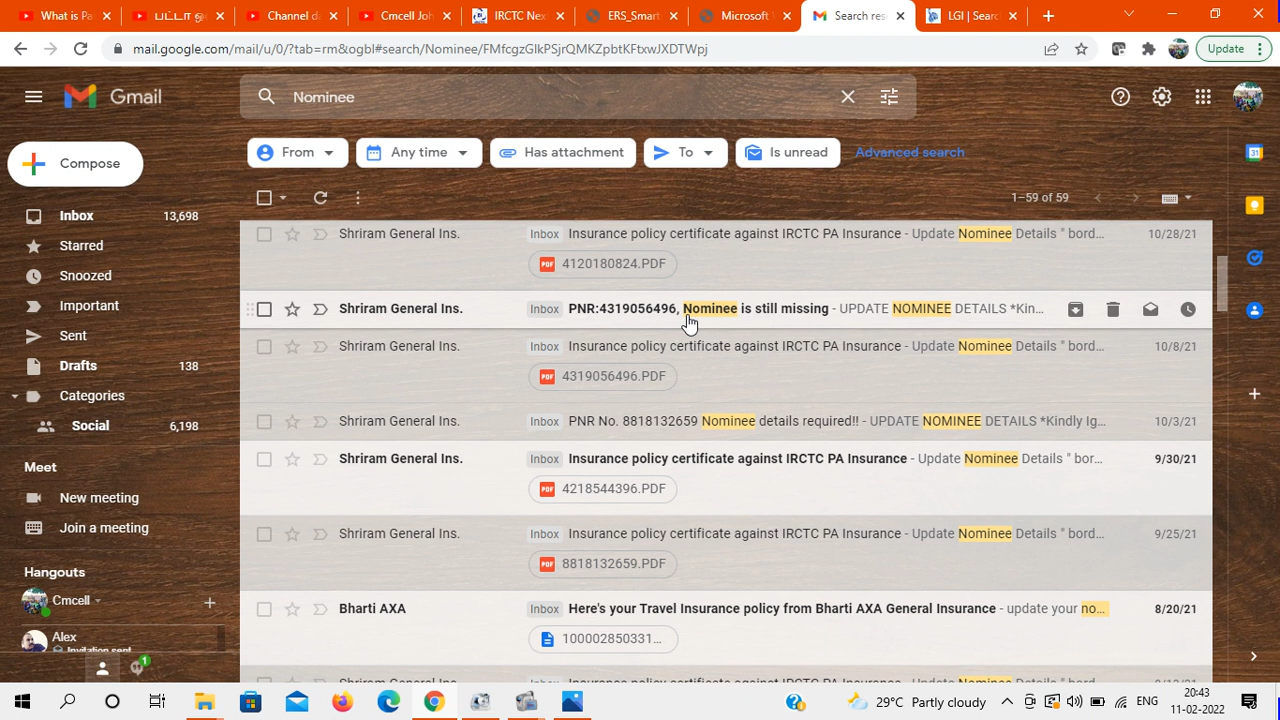 What is Pa
பட்டா ஐ
Channel da
Cmcell Joh
IRCTC Nex
ERS_Smart
Microsoft
Search res
LGI | Searc
mail.google.com/mail/u/0/?tab=rm&ogbl#search/Nominee/FMfcgzGlkPSjrQMKZpbtKFtxwJXDTWpj
Update
Gmail
Nominee
Compose
From
Any time
Has attachment
To
Is unread
Advanced search
1–59 of 59
Inbox 13,698
Starred
Snoozed
Important
Sent
Drafts 138
Categories
Social 6,198
Meet
New meeting
Join a meeting
Hangouts
Cmcell
Alex
Invitation sent
1
Shriram General Ins. Inbox Insurance policy certificate against IRCTC PA Insurance - Update Nominee Details " bord... 10/28/21
PDF 4120180824.PDF
Shriram General Ins. Inbox PNR:4319056496, Nominee is still missing - UPDATE NOMINEE DETAILS *Kin...
Shriram General Ins. Inbox Insurance policy certificate against IRCTC PA Insurance - Update Nominee Details " bord... 10/8/21
PDF 4319056496.PDF
Shriram General Ins. Inbox PNR No. 8818132659 Nominee details required!! - UPDATE NOMINEE DETAILS *Kindly Ig... 10/3/21
Shriram General Ins. Inbox Insurance policy certificate against IRCTC PA Insurance - Update Nominee Details " bor... 9/30/21
PDF 4218544396.PDF
Shriram General Ins. Inbox Insurance policy certificate against IRCTC PA Insurance - Update Nominee Details " bord... 9/25/21
PDF 8818132659.PDF
Bharti AXA Inbox Here's your Travel Insurance policy from Bharti AXA General Insurance - update your no... 8/20/21
100002850331...
29°C Partly cloudy
ENG
20:43
11-02-2022